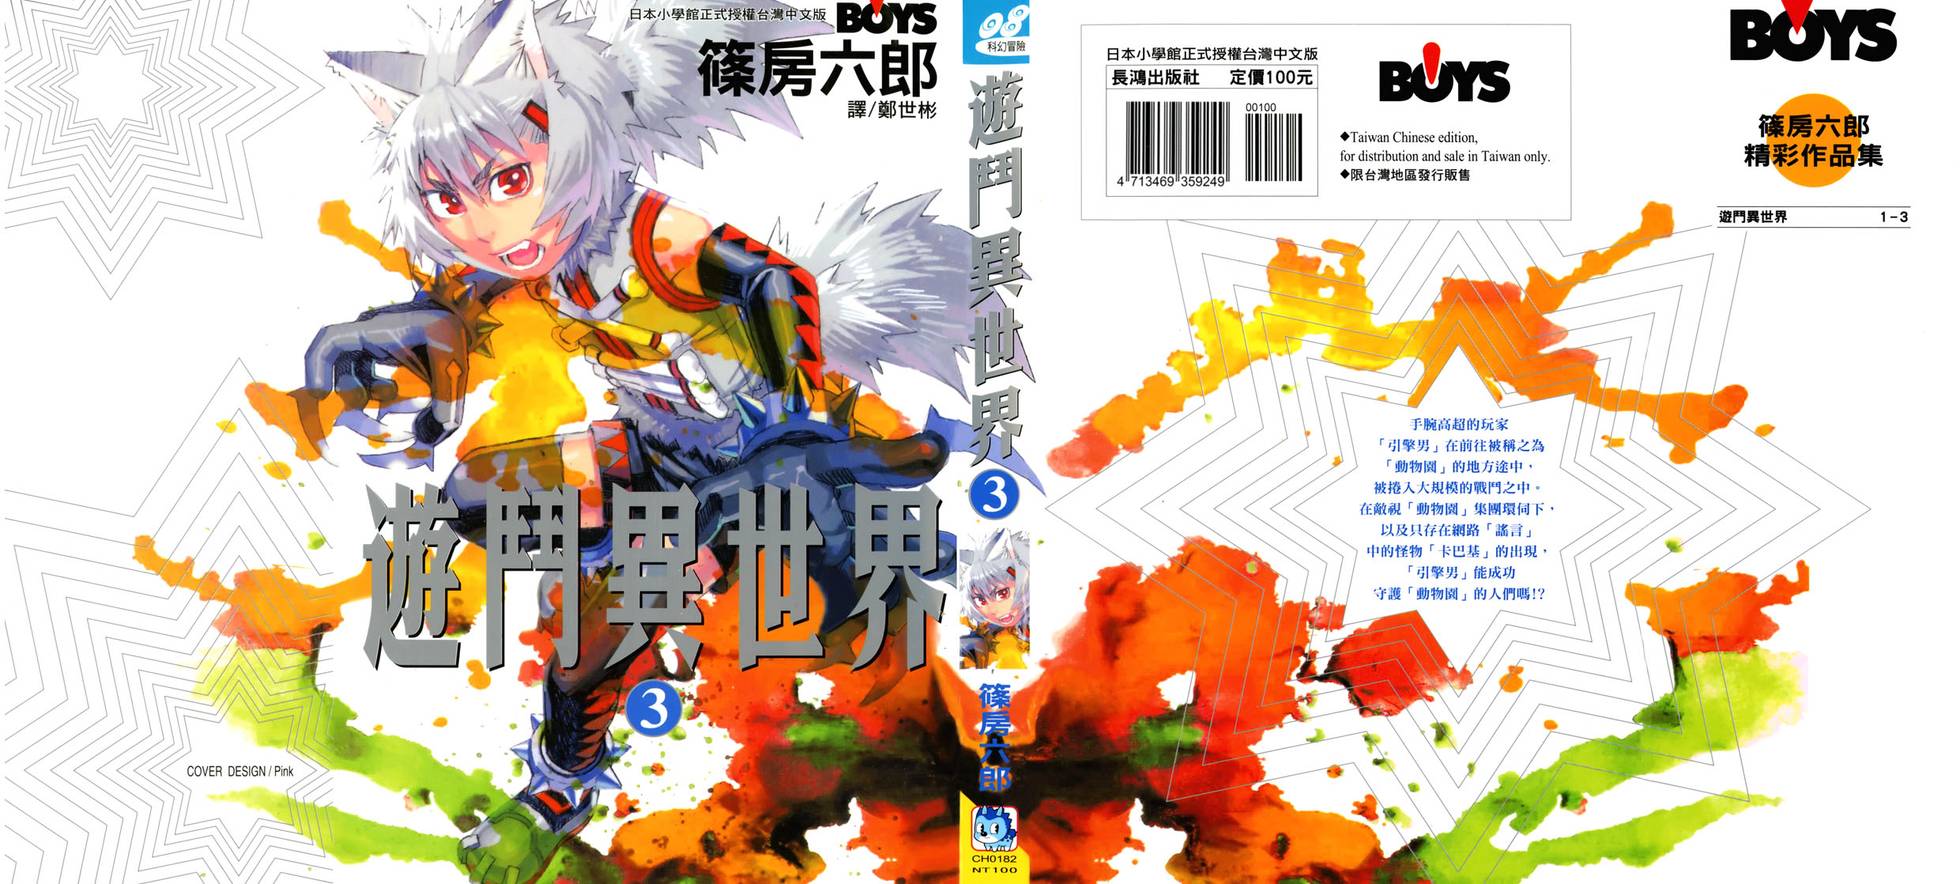 日本小學館正式授權台灣中文版
BOYS
篠房六郎
譯/鄭世彬
遊鬥異世界
3
COVER DESIGN / Pink
08
科幻冒險
遊鬥異世界
3
篠房六郎
CH0182
NT100
日本小學館正式授權台灣中文版
長鴻出版社 定價100元
00100
4 713469 359249
BOYS
◆Taiwan Chinese edition,
for distribution and sale in Taiwan only.
◆限台灣地區發行販售
手腕高超的玩家
「引擎男」在前往被稱之為
「動物園」的地方途中，
被捲入大規模的戰鬥之中。
在敵視「動物園」集團環伺下，
以及只存在網路「謠言」
中的怪物「卡巴基」的出現，
「引擎男」能成功
守護「動物園」的人們嗎!?
BOYS
篠房六郎
精彩作品集
遊鬥異世界 1-3